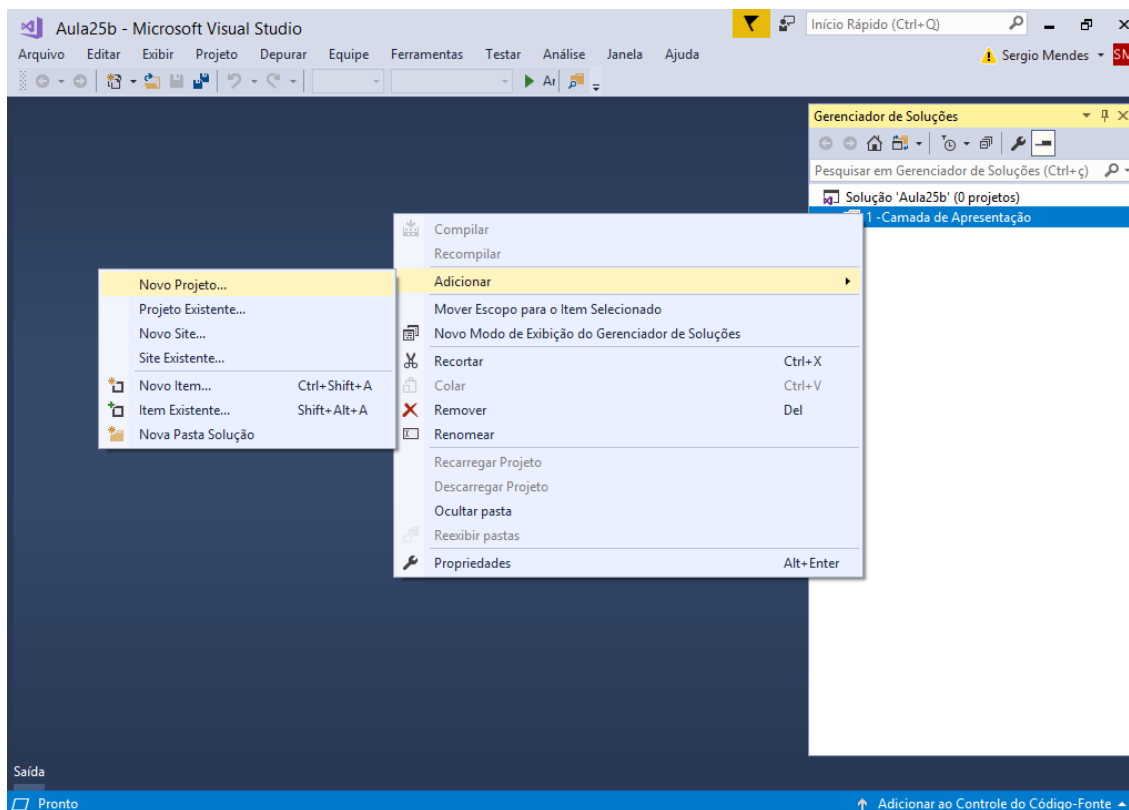 Aula25b - Microsoft Visual Studio
Início Rápido (Ctrl+Q)
Arquivo Editar Exibir Projeto Depurar Equipe Ferramentas Testar Análise Janela Ajuda
Sergio Mendes SM
Gerenciador de Soluções
Pesquisar em Gerenciador de Soluções (Ctrl+ç)
Solução 'Aula25b' (0 projetos)
1 -Camada de Apresentação
Compilar
Recompilar
Adicionar
Mover Escopo para o Item Selecionado
Novo Modo de Exibição do Gerenciador de Soluções
Recortar Ctrl+X
Colar Ctrl+V
Remover Del
Renomear
Recarregar Projeto
Descarregar Projeto
Ocultar pasta
Reexibir pastas
Propriedades Alt+Enter
Novo Projeto...
Projeto Existente...
Novo Site...
Site Existente...
Novo Item... Ctrl+Shift+A
Item Existente... Shift+Alt+A
Nova Pasta Solução
Saída
Pronto
Adicionar ao Controle do Código-Fonte